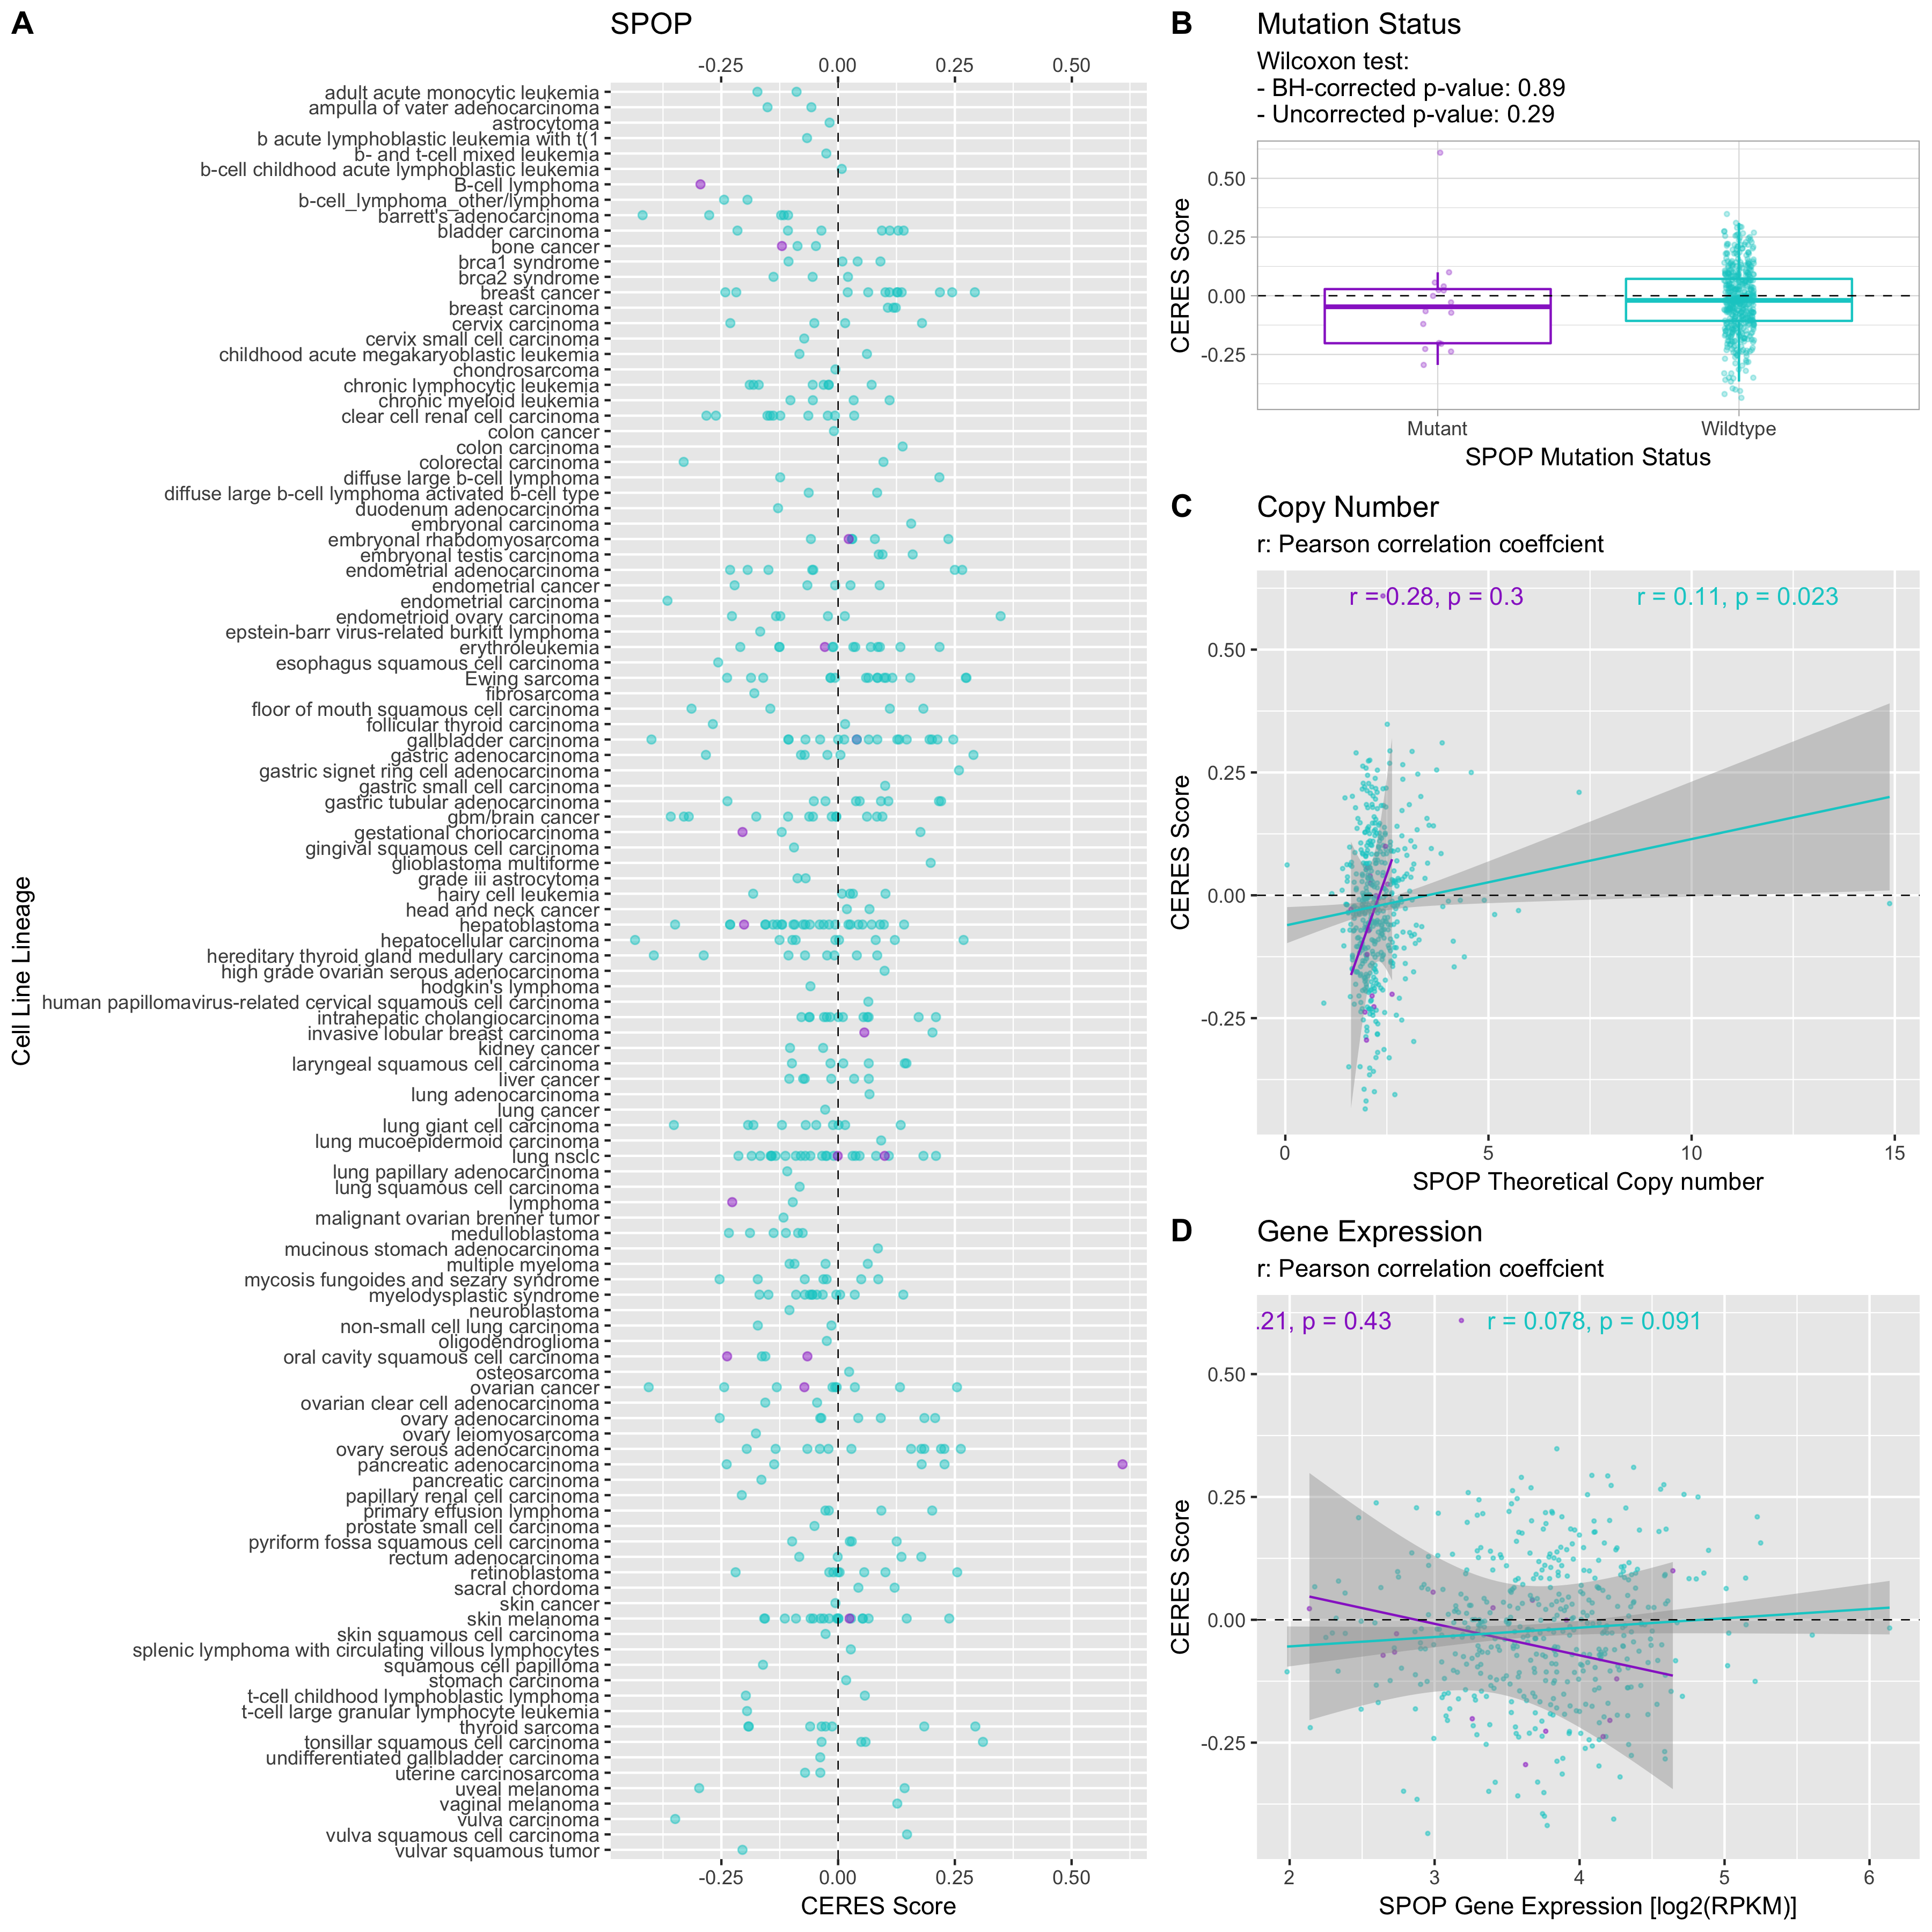 A
SPOP
-0.25 0.00 0.25 0.50
Cell Line Lineage
adult acute monocytic leukemia
ampulla of vater adenocarcinoma
astrocytoma
b acute lymphoblastic leukemia with t(1
b- and t-cell mixed leukemia
b-cell childhood acute lymphoblastic leukemia
B-cell lymphoma
b-cell_lymphoma_other/lymphoma
barrett's adenocarcinoma
bladder carcinoma
bone cancer
brca1 syndrome
brca2 syndrome
breast cancer
breast carcinoma
cervix carcinoma
cervix small cell carcinoma
childhood acute megakaryoblastic leukemia
chondrosarcoma
chronic lymphocytic leukemia
chronic myeloid leukemia
clear cell renal cell carcinoma
colon cancer
colon carcinoma
colorectal carcinoma
diffuse large b-cell lymphoma
diffuse large b-cell lymphoma activated b-cell type
duodenum adenocarcinoma
embryonal carcinoma
embryonal rhabdomyosarcoma
embryonal testis carcinoma
endometrial adenocarcinoma
endometrial cancer
endometrial carcinoma
endometrioid ovary carcinoma
epstein-barr virus-related burkitt lymphoma
erythroleukemia
esophagus squamous cell carcinoma
Ewing sarcoma
fibrosarcoma
floor of mouth squamous cell carcinoma
follicular thyroid carcinoma
gallbladder carcinoma
gastric adenocarcinoma
gastric signet ring cell adenocarcinoma
gastric small cell carcinoma
gastric tubular adenocarcinoma
gbm/brain cancer
gestational choriocarcinoma
gingival squamous cell carcinoma
glioblastoma multiforme
grade iii astrocytoma
hairy cell leukemia
head and neck cancer
hepatoblastoma
hepatocellular carcinoma
hereditary thyroid gland medullary carcinoma
high grade ovarian serous adenocarcinoma
hodgkin's lymphoma
human papillomavirus-related cervical squamous cell carcinoma
intrahepatic cholangiocarcinoma
invasive lobular breast carcinoma
kidney cancer
laryngeal squamous cell carcinoma
liver cancer
lung adenocarcinoma
lung cancer
lung giant cell carcinoma
lung mucoepidermoid carcinoma
lung nsclc
lung papillary adenocarcinoma
lung squamous cell carcinoma
lymphoma
malignant ovarian brenner tumor
medulloblastoma
mucinous stomach adenocarcinoma
multiple myeloma
mycosis fungoides and sezary syndrome
myelodysplastic syndrome
neuroblastoma
non-small cell lung carcinoma
oligodendroglioma
oral cavity squamous cell carcinoma
osteosarcoma
ovarian cancer
ovarian clear cell adenocarcinoma
ovary adenocarcinoma
ovary leiomyosarcoma
ovary serous adenocarcinoma
pancreatic adenocarcinoma
pancreatic carcinoma
papillary renal cell carcinoma
primary effusion lymphoma
prostate small cell carcinoma
pyriform fossa squamous cell carcinoma
rectum adenocarcinoma
retinoblastoma
sacral chordoma
skin cancer
skin melanoma
skin squamous cell carcinoma
splenic lymphoma with circulating villous lymphocytes
squamous cell papilloma
stomach carcinoma
t-cell childhood lymphoblastic lymphoma
t-cell large granular lymphocyte leukemia
thyroid sarcoma
tonsillar squamous cell carcinoma
undifferentiated gallbladder carcinoma
uterine carcinosarcoma
uveal melanoma
vaginal melanoma
vulva carcinoma
vulva squamous cell carcinoma
vulvar squamous tumor
-0.25 0.00 0.25 0.50
CERES Score
B
Mutation Status
Wilcoxon test:
- BH-corrected p-value: 0.89
- Uncorrected p-value: 0.29
CERES Score
0.50
0.25
0.00
-0.25
Mutant Wildtype
SPOP Mutation Status
C
Copy Number
r: Pearson correlation coeffcient
r = 0.28, p = 0.3 r = 0.11, p = 0.023
CERES Score
0.50
0.25
0.00
-0.25
0 5 10 15
SPOP Theoretical Copy number
D
Gene Expression
r: Pearson correlation coeffcient
.21, p = 0.43 r = 0.078, p = 0.091
CERES Score
0.50
0.25
0.00
-0.25
2 3 4 5 6
SPOP Gene Expression [log2(RPKM)]